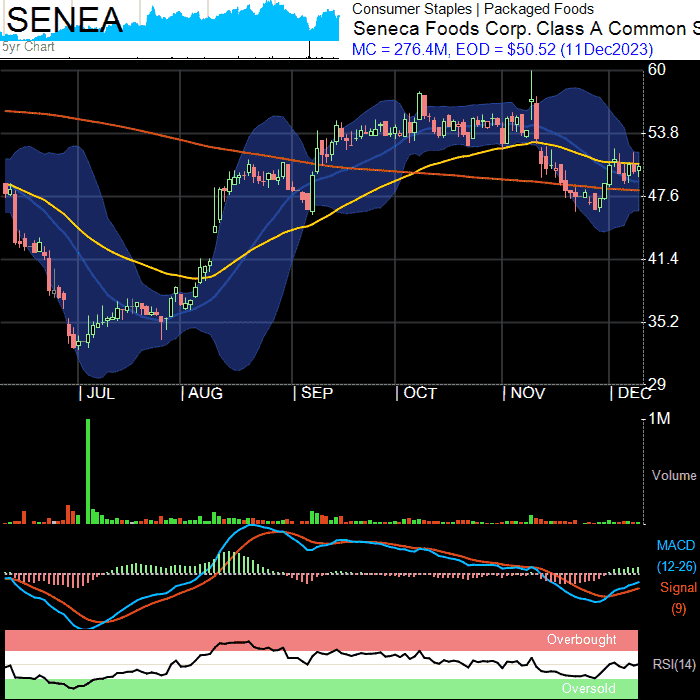 SENEA
5yr Chart
Consumer Staples | Packaged Foods
Seneca Foods Corp. Class A Common S
MC = 276.4M, EOD = $50.52 (11Dec2023)
60
53.8
47.6
41.4
35.2
29
| JUL | AUG | SEP | OCT | NOV | DEC
1M
Volume
MACD
(12-26)
Signal
(9)
Overbought
RSI(14)
Oversold